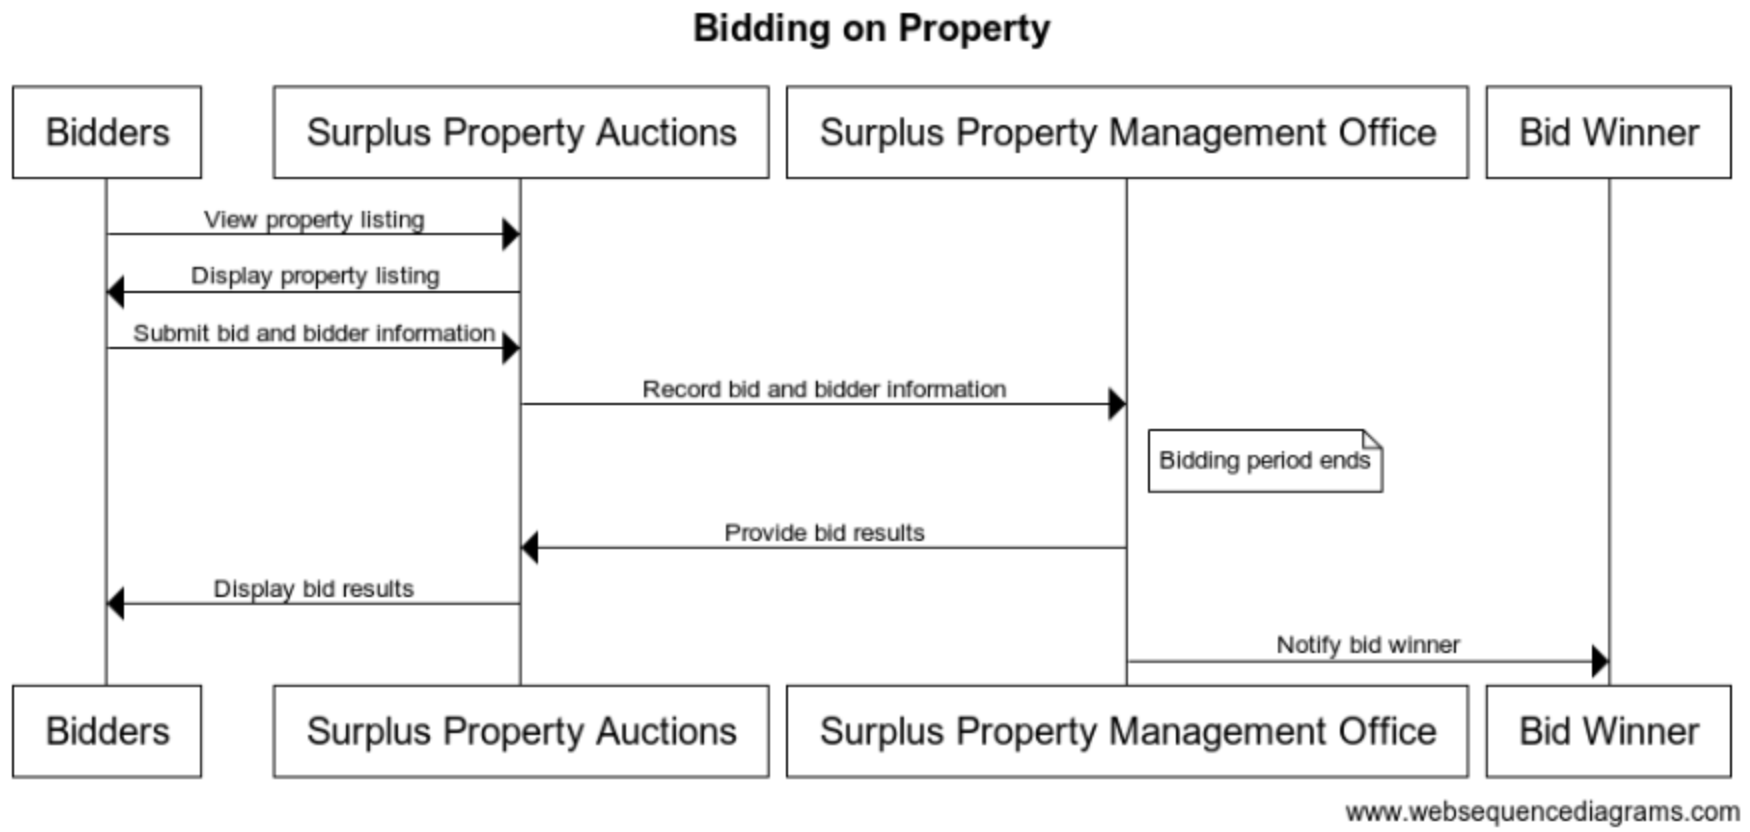 Bidding on Property
Bidders
Surplus Property Auctions
Surplus Property Management Office
Bid Winner
View property listing
Display property listing
Submit bid and bidder information
Record bid and bidder information
Bidding period ends
Provide bid results
Display bid results
Notify bid winner
Bidders
Surplus Property Auctions
Surplus Property Management Office
Bid Winner
www.websequencediagrams.com